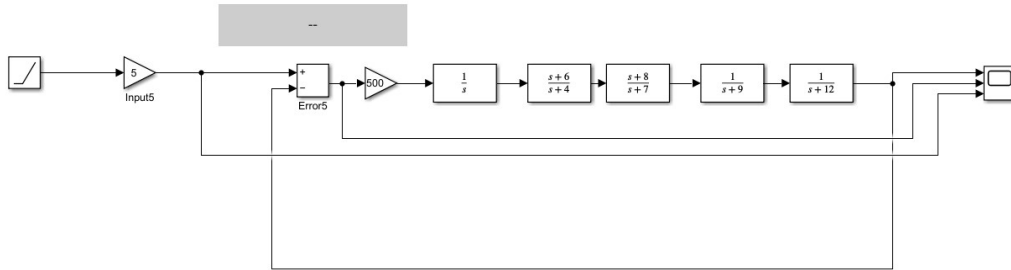 --
5
Input5
+
−
Error5
500
1
s
s + 6
s + 4
s + 8
s + 7
1
s + 9
1
s + 12